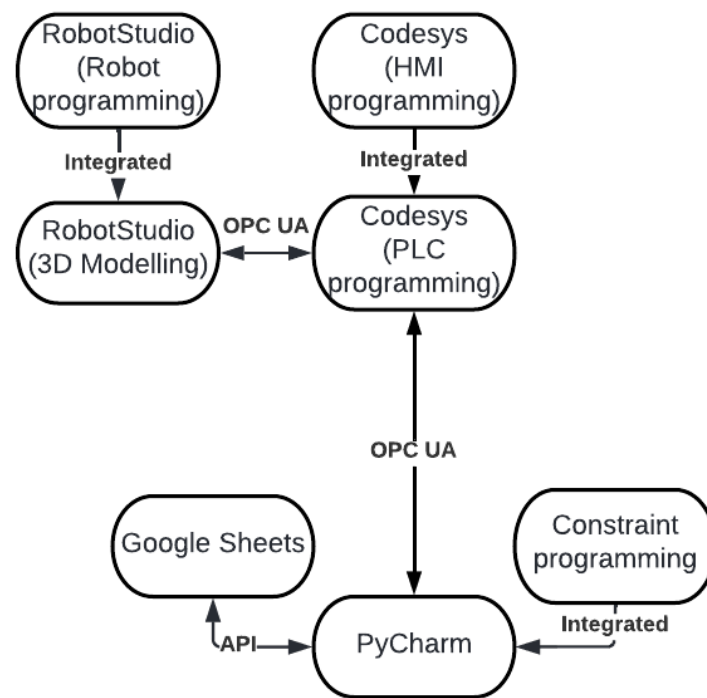 RobotStudio
(Robot
programming)
Codesys
(HMI
programming)
Integrated
Integrated
RobotStudio
(3D Modelling)
OPC UA
Codesys
(PLC
programming)
OPC UA
Google Sheets
Constraint
programming
API
PyCharm
Integrated